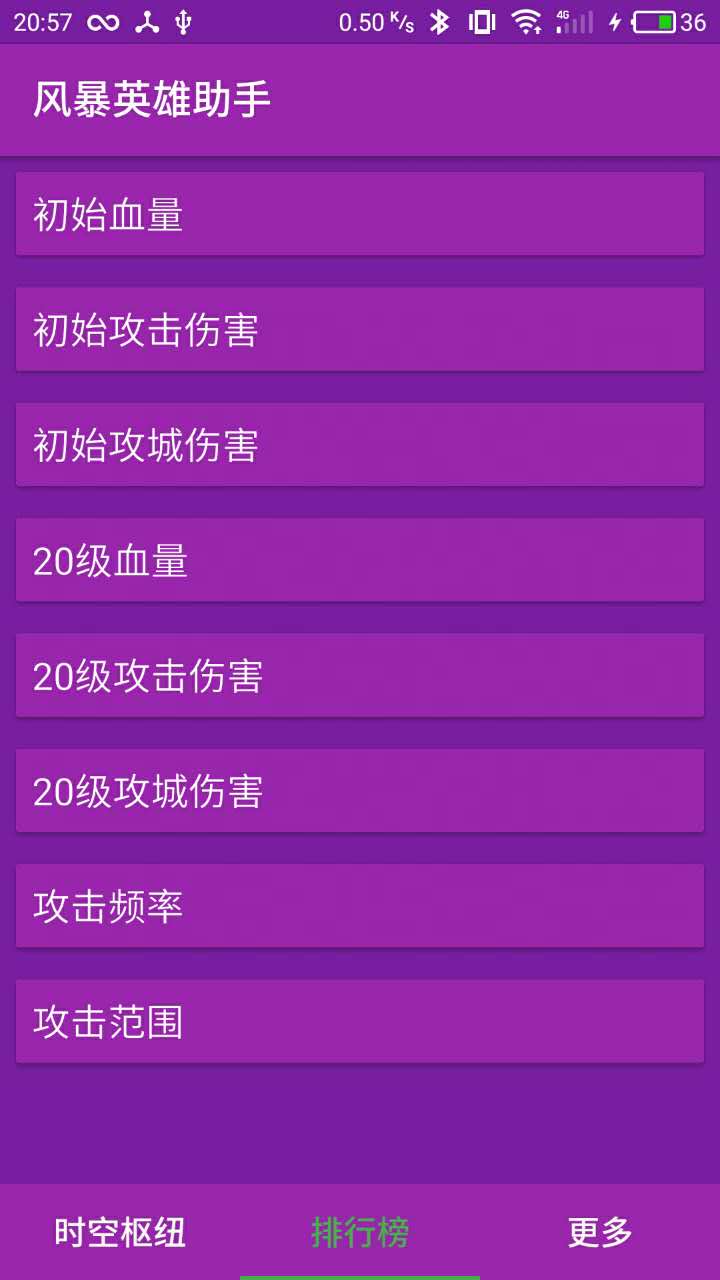 20:57 0.50 K/s 4G 36
风暴英雄助手
初始血量
初始攻击伤害
初始攻城伤害
20级血量
20级攻击伤害
20级攻城伤害
攻击频率
攻击范围
时空枢纽 排行榜 更多